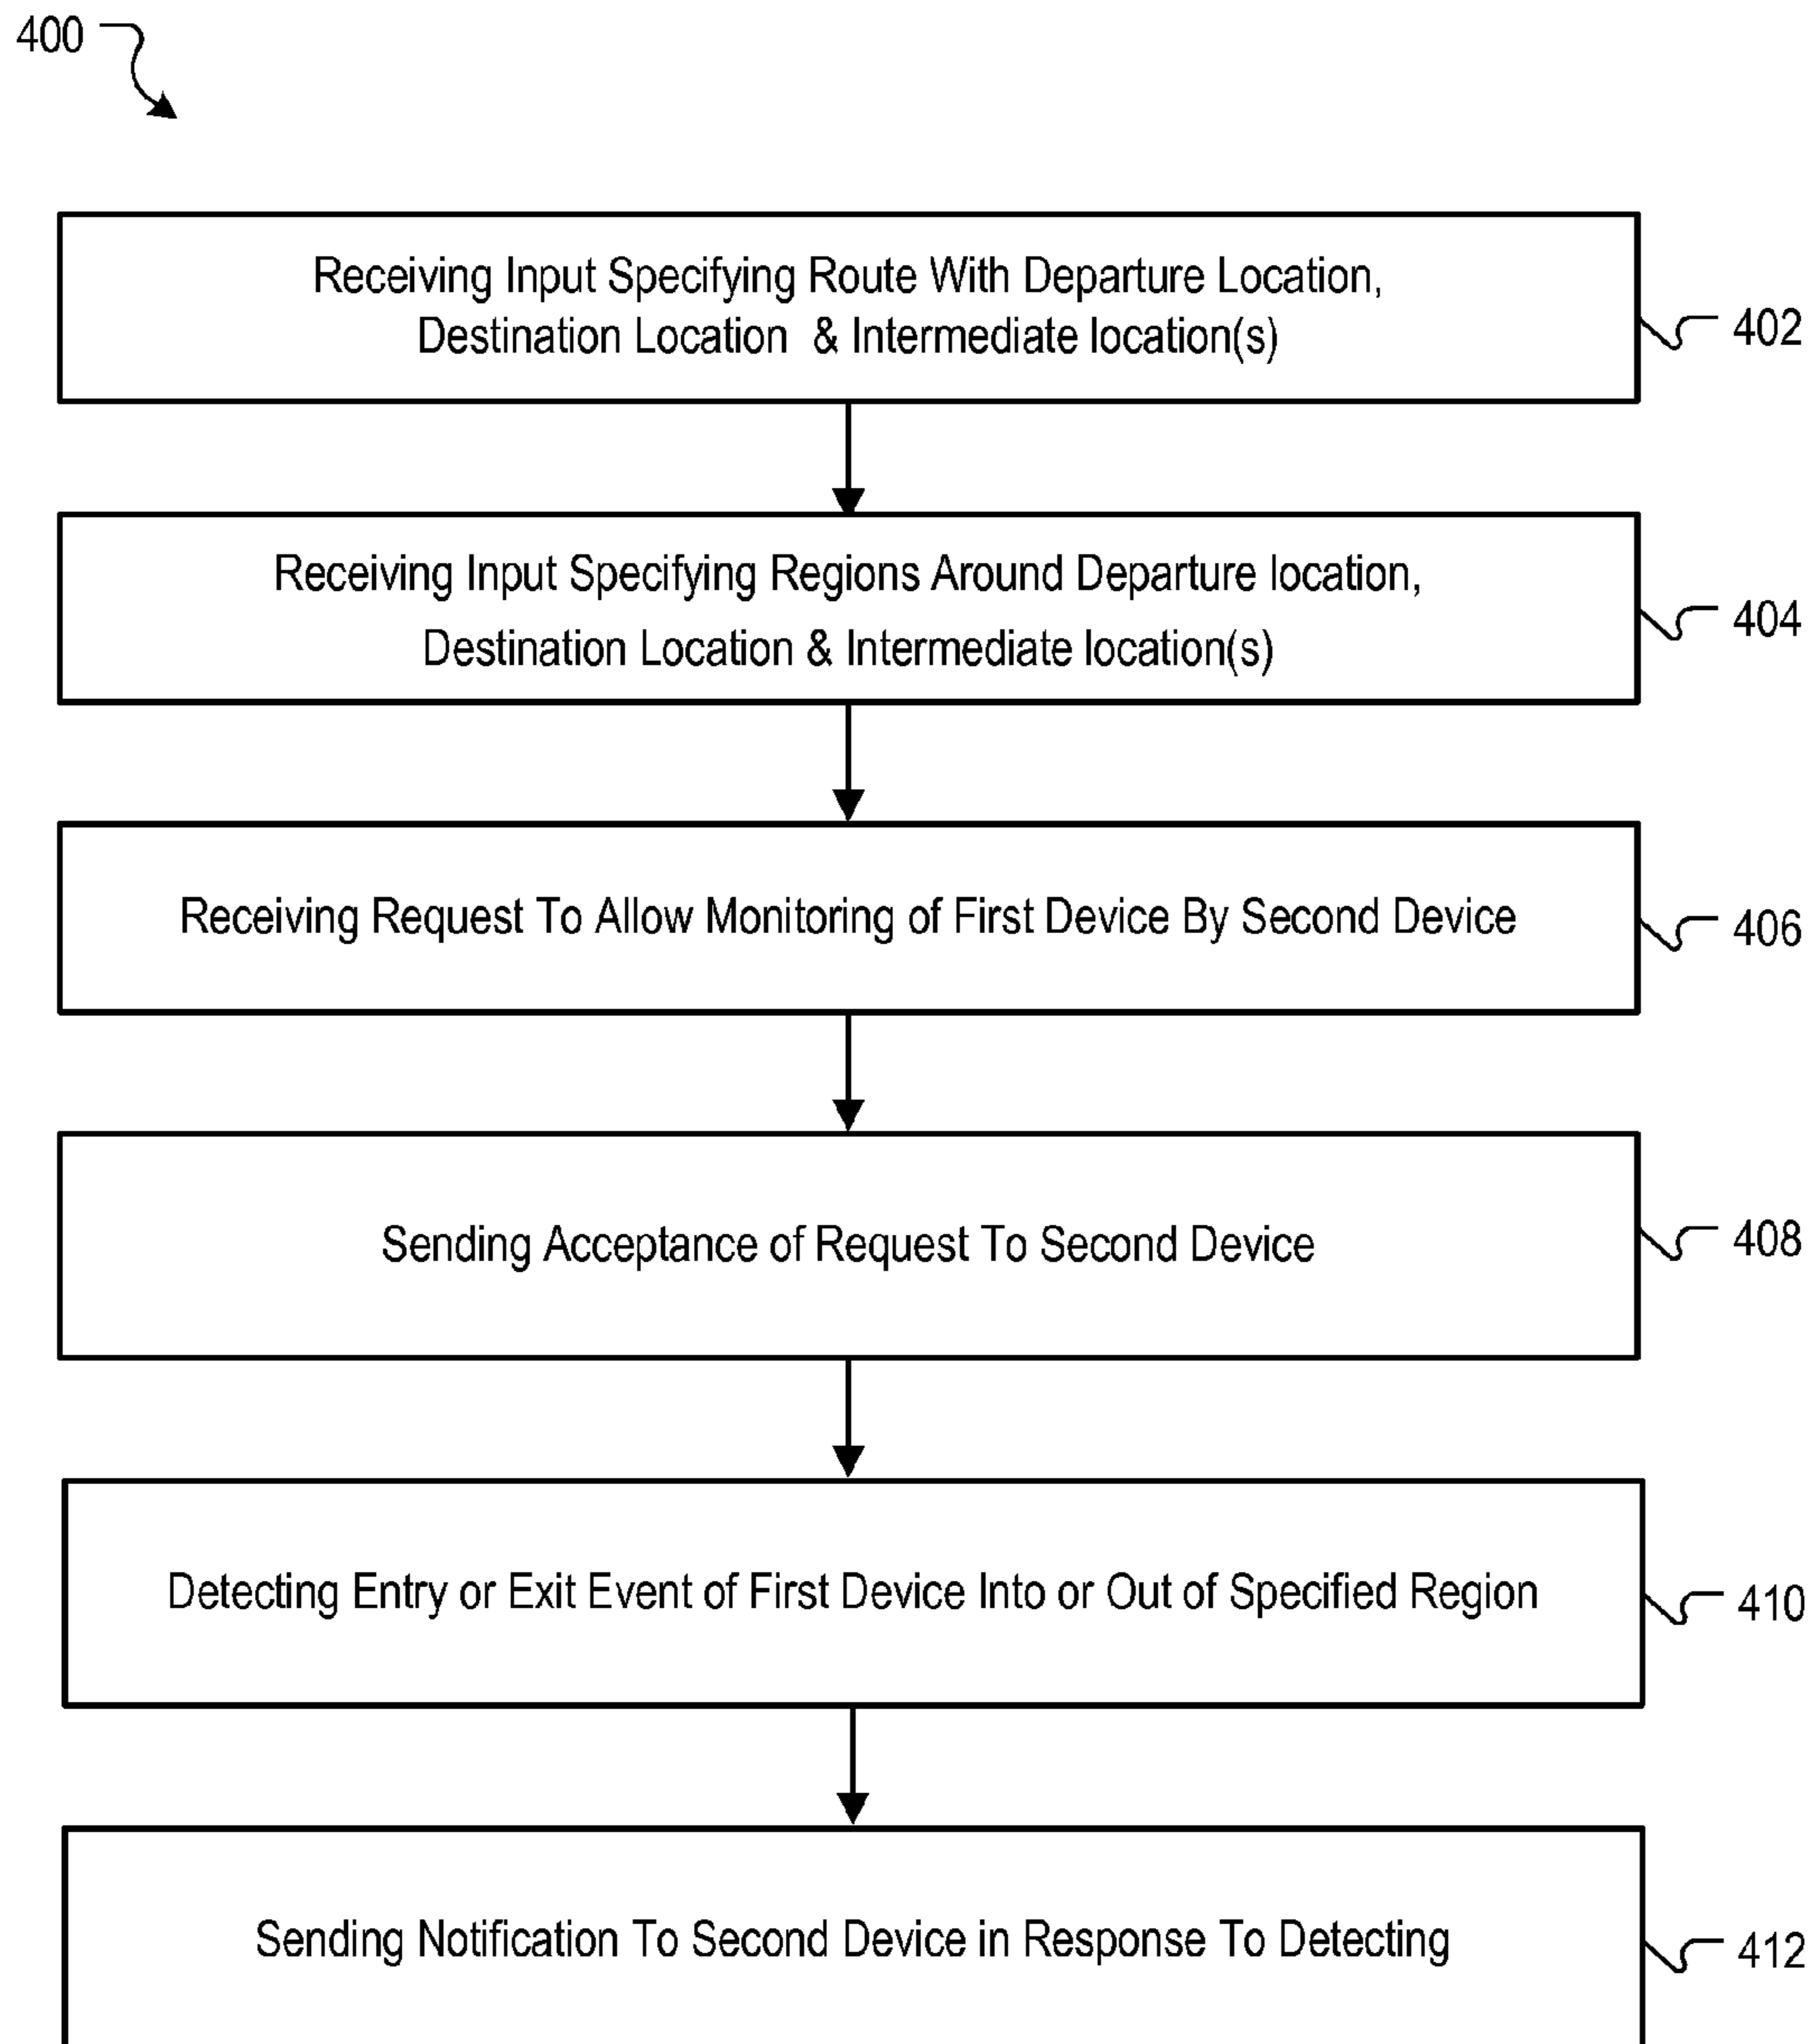 400
Receiving Input Specifying Route With Departure Location,
Destination Location & Intermediate location(s)
402
Receiving Input Specifying Regions Around Departure location,
Destination Location & Intermediate location(s)
404
Receiving Request To Allow Monitoring of First Device By Second Device
406
Sending Acceptance of Request To Second Device
408
Detecting Entry or Exit Event of First Device Into or Out of Specified Region
410
Sending Notification To Second Device in Response To Detecting
412